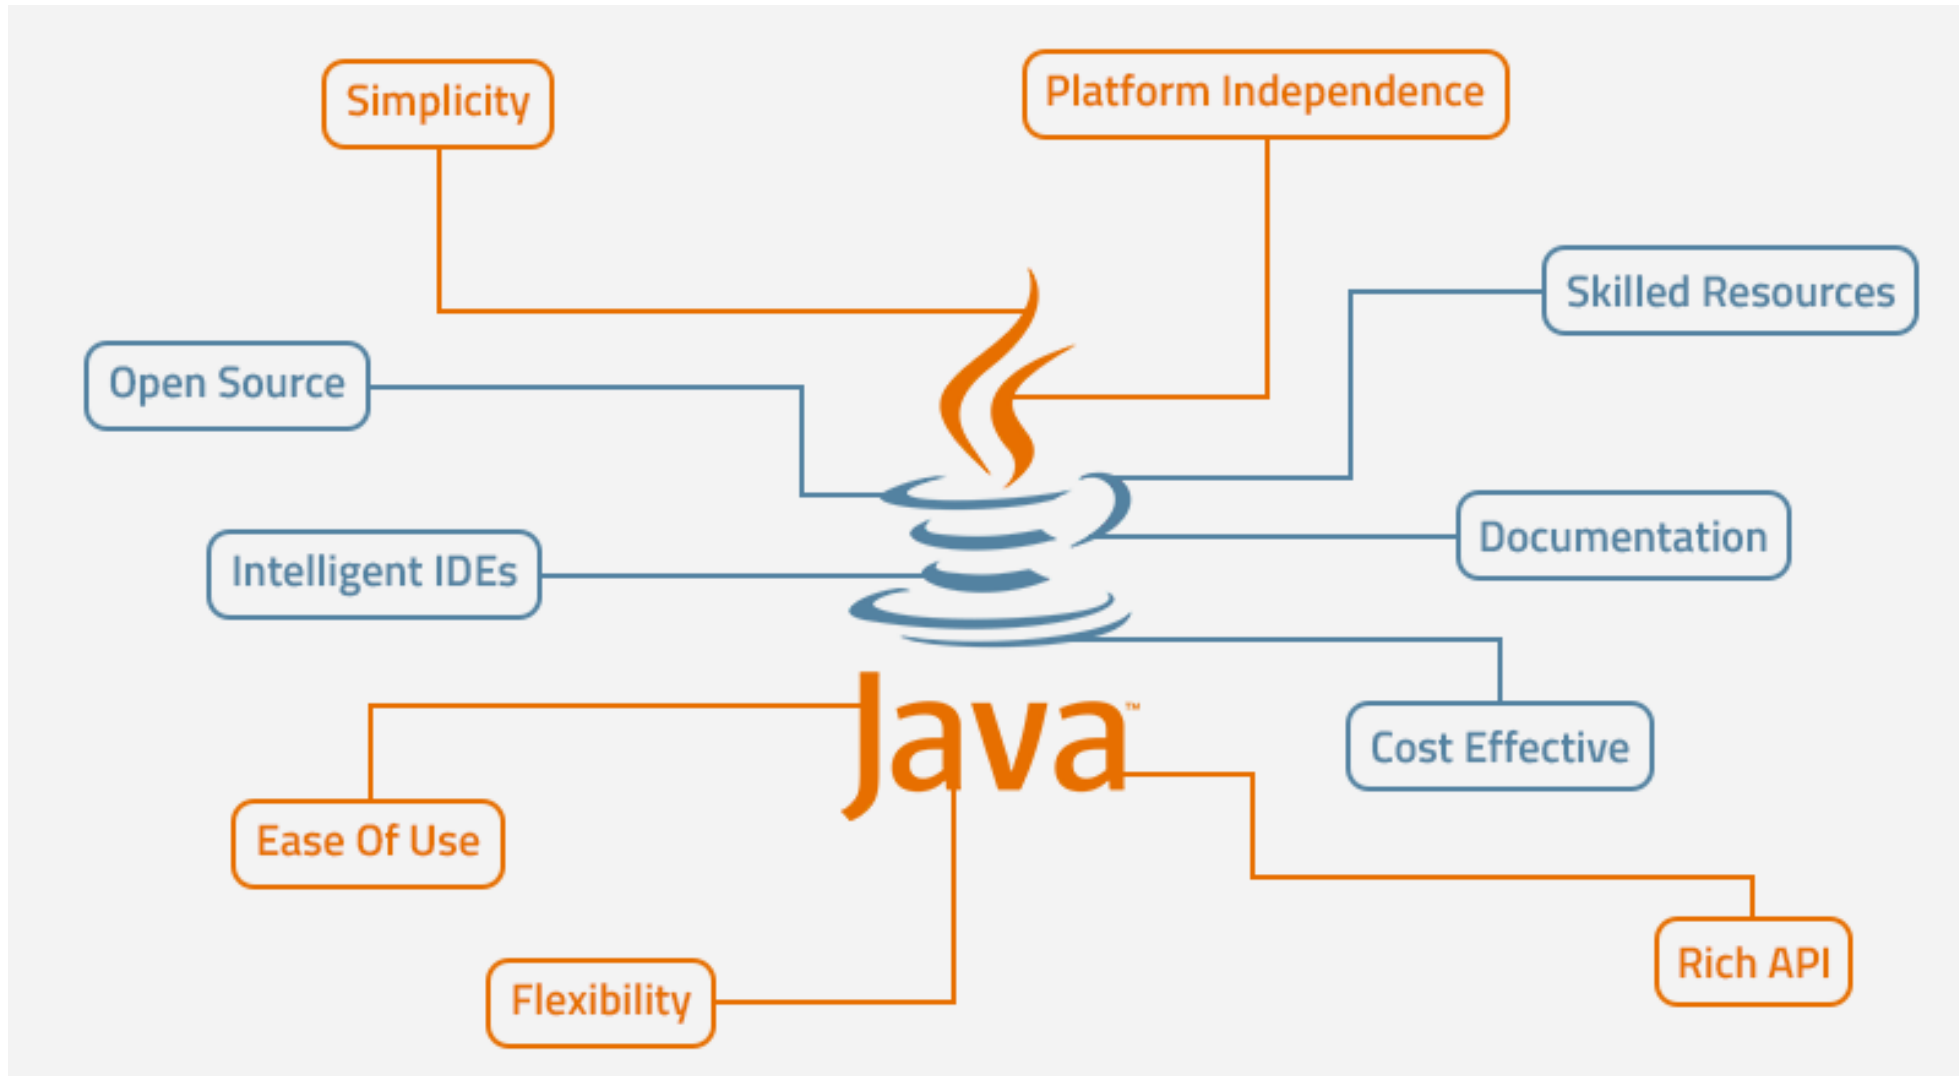 Simplicity
Platform Independence
Skilled Resources
Open Source
Documentation
Intelligent IDEs
Java™
Cost Effective
Ease Of Use
Rich API
Flexibility